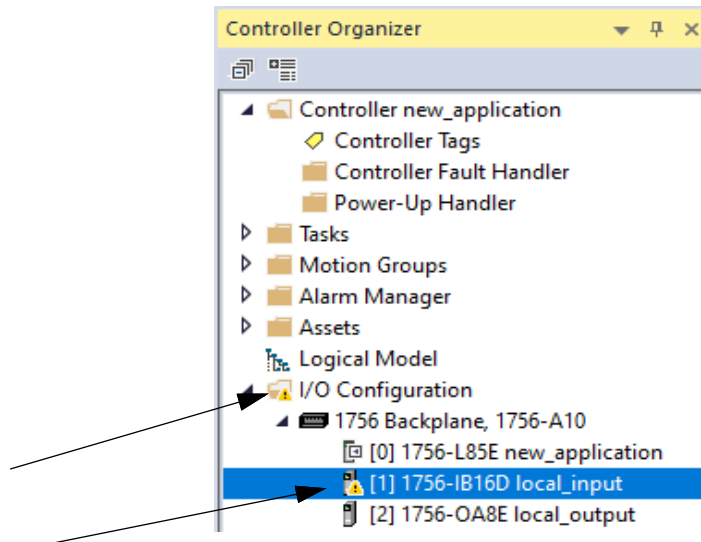 Controller Organizer
Controller new_application
Controller Tags
Controller Fault Handler
Power-Up Handler
Tasks
Motion Groups
Alarm Manager
Assets
Logical Model
I/O Configuration
1756 Backplane, 1756-A10
[0] 1756-L85E new_application
[1] 1756-IB16D local_input
[2] 1756-OA8E local_output